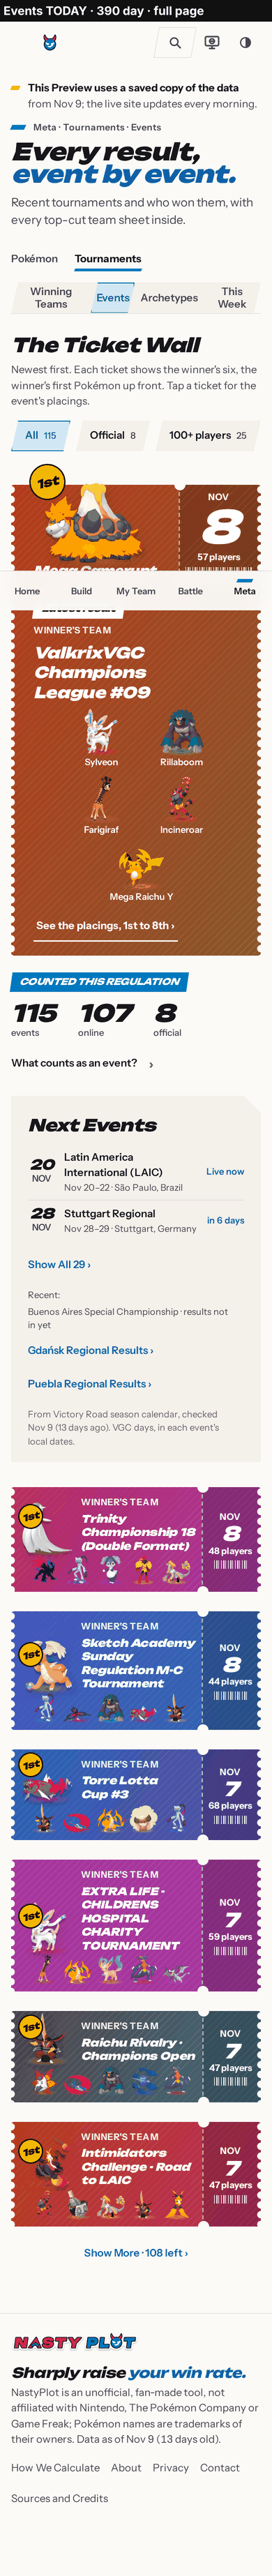 Events TODAY · 390 day · full page
This Preview uses a saved copy of the data
from Nov 9; the live site updates every morning.
Meta · Tournaments · Events
Every result,
event by event.
Recent tournaments and who won them, with
every top-cut team sheet inside.
Pokémon
Tournaments
Winning
Teams
Events
Archetypes
This
Week
The Ticket Wall
Newest first. Each ticket shows the winner's six, the
winner's first Pokémon up front. Tap a ticket for the
event's placings.
All 115
Official 8
100+ players 25
1st
NOV
8
57 players
Mega Camerupt
Home
Build
My Team
Battle
Meta
Latest result
WINNER'S TEAM
ValkrixVGC
Champions
League #09
Sylveon
Rillaboom
Farigiraf
Incineroar
Mega Raichu Y
See the placings, 1st to 8th ›
COUNTED THIS REGULATION
115
events
107
online
8
official
What counts as an event? ›
Next Events
20
NOV
Latin America
International (LAIC)
Nov 20–22 · São Paulo, Brazil
Live now
28
NOV
Stuttgart Regional
Nov 28–29 · Stuttgart, Germany
in 6 days
Show All 29 ›
Recent:
Buenos Aires Special Championship · results not
in yet
Gdańsk Regional Results ›
Puebla Regional Results ›
From Victory Road season calendar, checked
Nov 9 (13 days ago). VGC days, in each event's
local dates.
1st
WINNER'S TEAM
Trinity
Championship 18
(Double Format)
NOV
8
48 players
1st
WINNER'S TEAM
Sketch Academy
Sunday
Regulation M-C
Tournament
NOV
8
44 players
1st
WINNER'S TEAM
Torre Lotta
Cup #3
NOV
7
68 players
1st
WINNER'S TEAM
EXTRA LIFE -
CHILDRENS
HOSPITAL
CHARITY
TOURNAMENT
NOV
7
59 players
1st
WINNER'S TEAM
Raichu Rivalry ·
Champions Open
NOV
7
47 players
1st
WINNER'S TEAM
Intimidators
Challenge - Road
to LAIC
NOV
7
47 players
Show More · 108 left ›
NASTY PLOT
Sharply raise your win rate.
NastyPlot is an unofficial, fan-made tool, not
affiliated with Nintendo, The Pokémon Company or
Game Freak; Pokémon names are trademarks of
their owners. Data as of Nov 9 (13 days old).
How We Calculate
About
Privacy
Contact
Sources and Credits